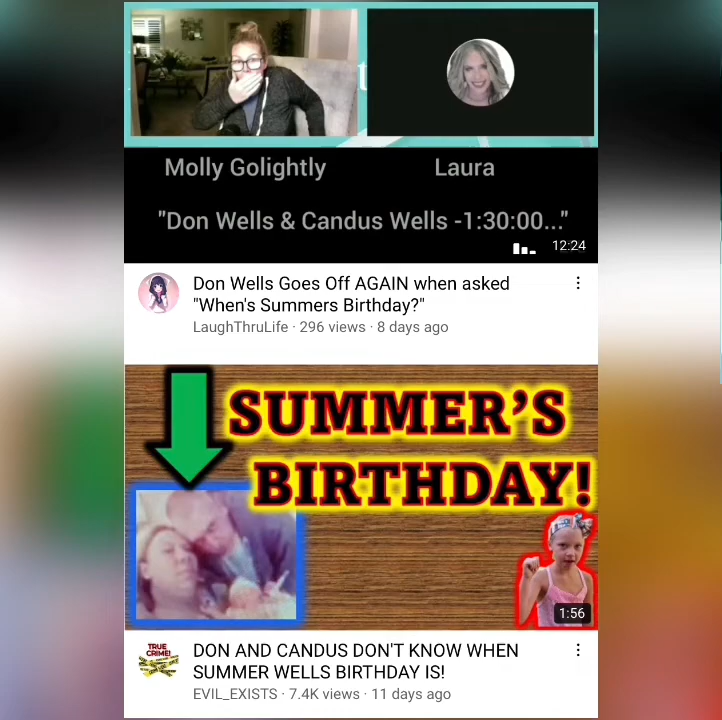 Molly Golightly Laura
"Don Wells & Candus Wells -1:30:00..."
12:24
Don Wells Goes Off AGAIN when asked
"When's Summers Birthday?"
LaughThruLife · 296 views · 8 days ago
SUMMER'S
BIRTHDAY!
1:56
TRUE
CRIME!
DON AND CANDUS DON'T KNOW WHEN
SUMMER WELLS BIRTHDAY IS!
EVIL_EXISTS · 7.4K views · 11 days ago